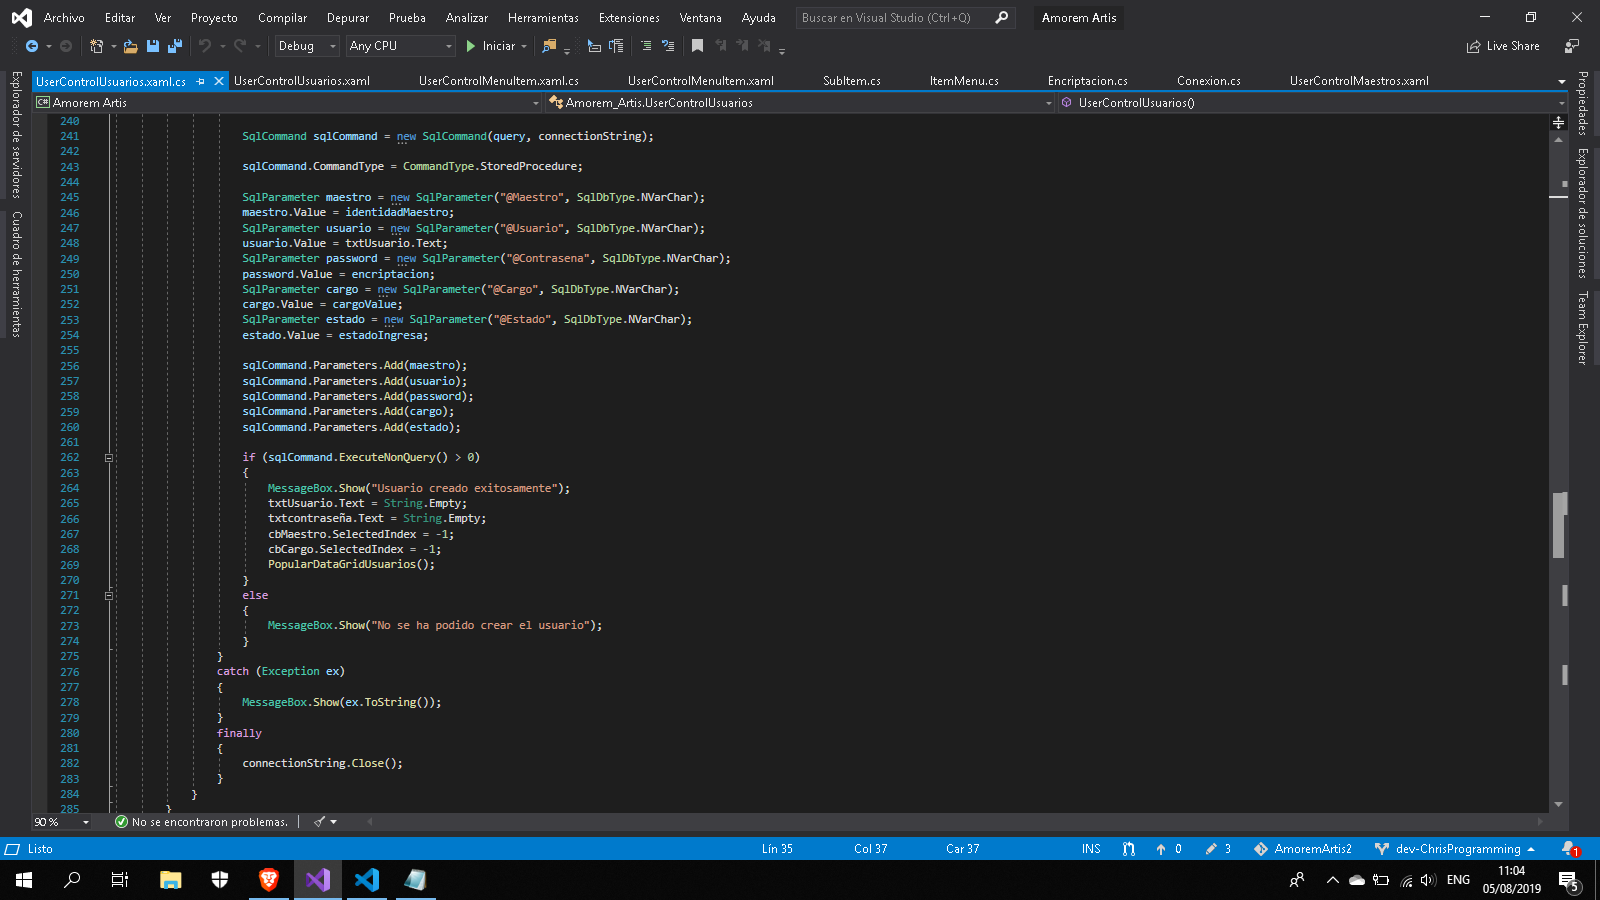 Archivo Editar Ver Proyecto Compilar Depurar Prueba Analizar Herramientas Extensiones Ventana Ayuda Buscar en Visual Studio (Ctrl+Q) Amorem Artis
Debug Any CPU Iniciar Live Share
UserControlUsuarios.xaml.cs UserControlUsuarios.xaml UserControlMenuItem.xaml.cs UserControlMenuItem.xaml SubItem.cs ItemMenu.cs Encriptacion.cs Conexion.cs UserControlMaestros.xaml
C# Amorem Artis Amorem_Artis.UserControlUsuarios UserControlUsuarios()
Explorador de servidores
Cuadro de herramientas
240
241 SqlCommand sqlCommand = new SqlCommand(query, connectionString);
242
243 sqlCommand.CommandType = CommandType.StoredProcedure;
244
245 SqlParameter maestro = new SqlParameter("@Maestro", SqlDbType.NVarChar);
246 maestro.Value = identidadMaestro;
247 SqlParameter usuario = new SqlParameter("@Usuario", SqlDbType.NVarChar);
248 usuario.Value = txtUsuario.Text;
249 SqlParameter password = new SqlParameter("@Contrasena", SqlDbType.NVarChar);
250 password.Value = encriptacion;
251 SqlParameter cargo = new SqlParameter("@Cargo", SqlDbType.NVarChar);
252 cargo.Value = cargoValue;
253 SqlParameter estado = new SqlParameter("@Estado", SqlDbType.NVarChar);
254 estado.Value = estadoIngresa;
255
256 sqlCommand.Parameters.Add(maestro);
257 sqlCommand.Parameters.Add(usuario);
258 sqlCommand.Parameters.Add(password);
259 sqlCommand.Parameters.Add(cargo);
260 sqlCommand.Parameters.Add(estado);
261
262 if (sqlCommand.ExecuteNonQuery() > 0)
263 {
264 MessageBox.Show("Usuario creado exitosamente");
265 txtUsuario.Text = String.Empty;
266 txtcontraseña.Text = String.Empty;
267 cbMaestro.SelectedIndex = -1;
268 cbCargo.SelectedIndex = -1;
269 PopularDataGridUsuarios();
270 }
271 else
272 {
273 MessageBox.Show("No se ha podido crear el usuario");
274 }
275 }
276 catch (Exception ex)
277 {
278 MessageBox.Show(ex.ToString());
279 }
280 finally
281 {
282 connectionString.Close();
283 }
284 }
285 }
Propiedades
Explorador de soluciones
Team Explorer
90 % No se encontraron problemas.
Listo Lín 35 Col 37 Car 37 INS 0 3 AmoremArtis2 dev-ChrisProgramming 1
ENG 11:04 05/08/2019 5